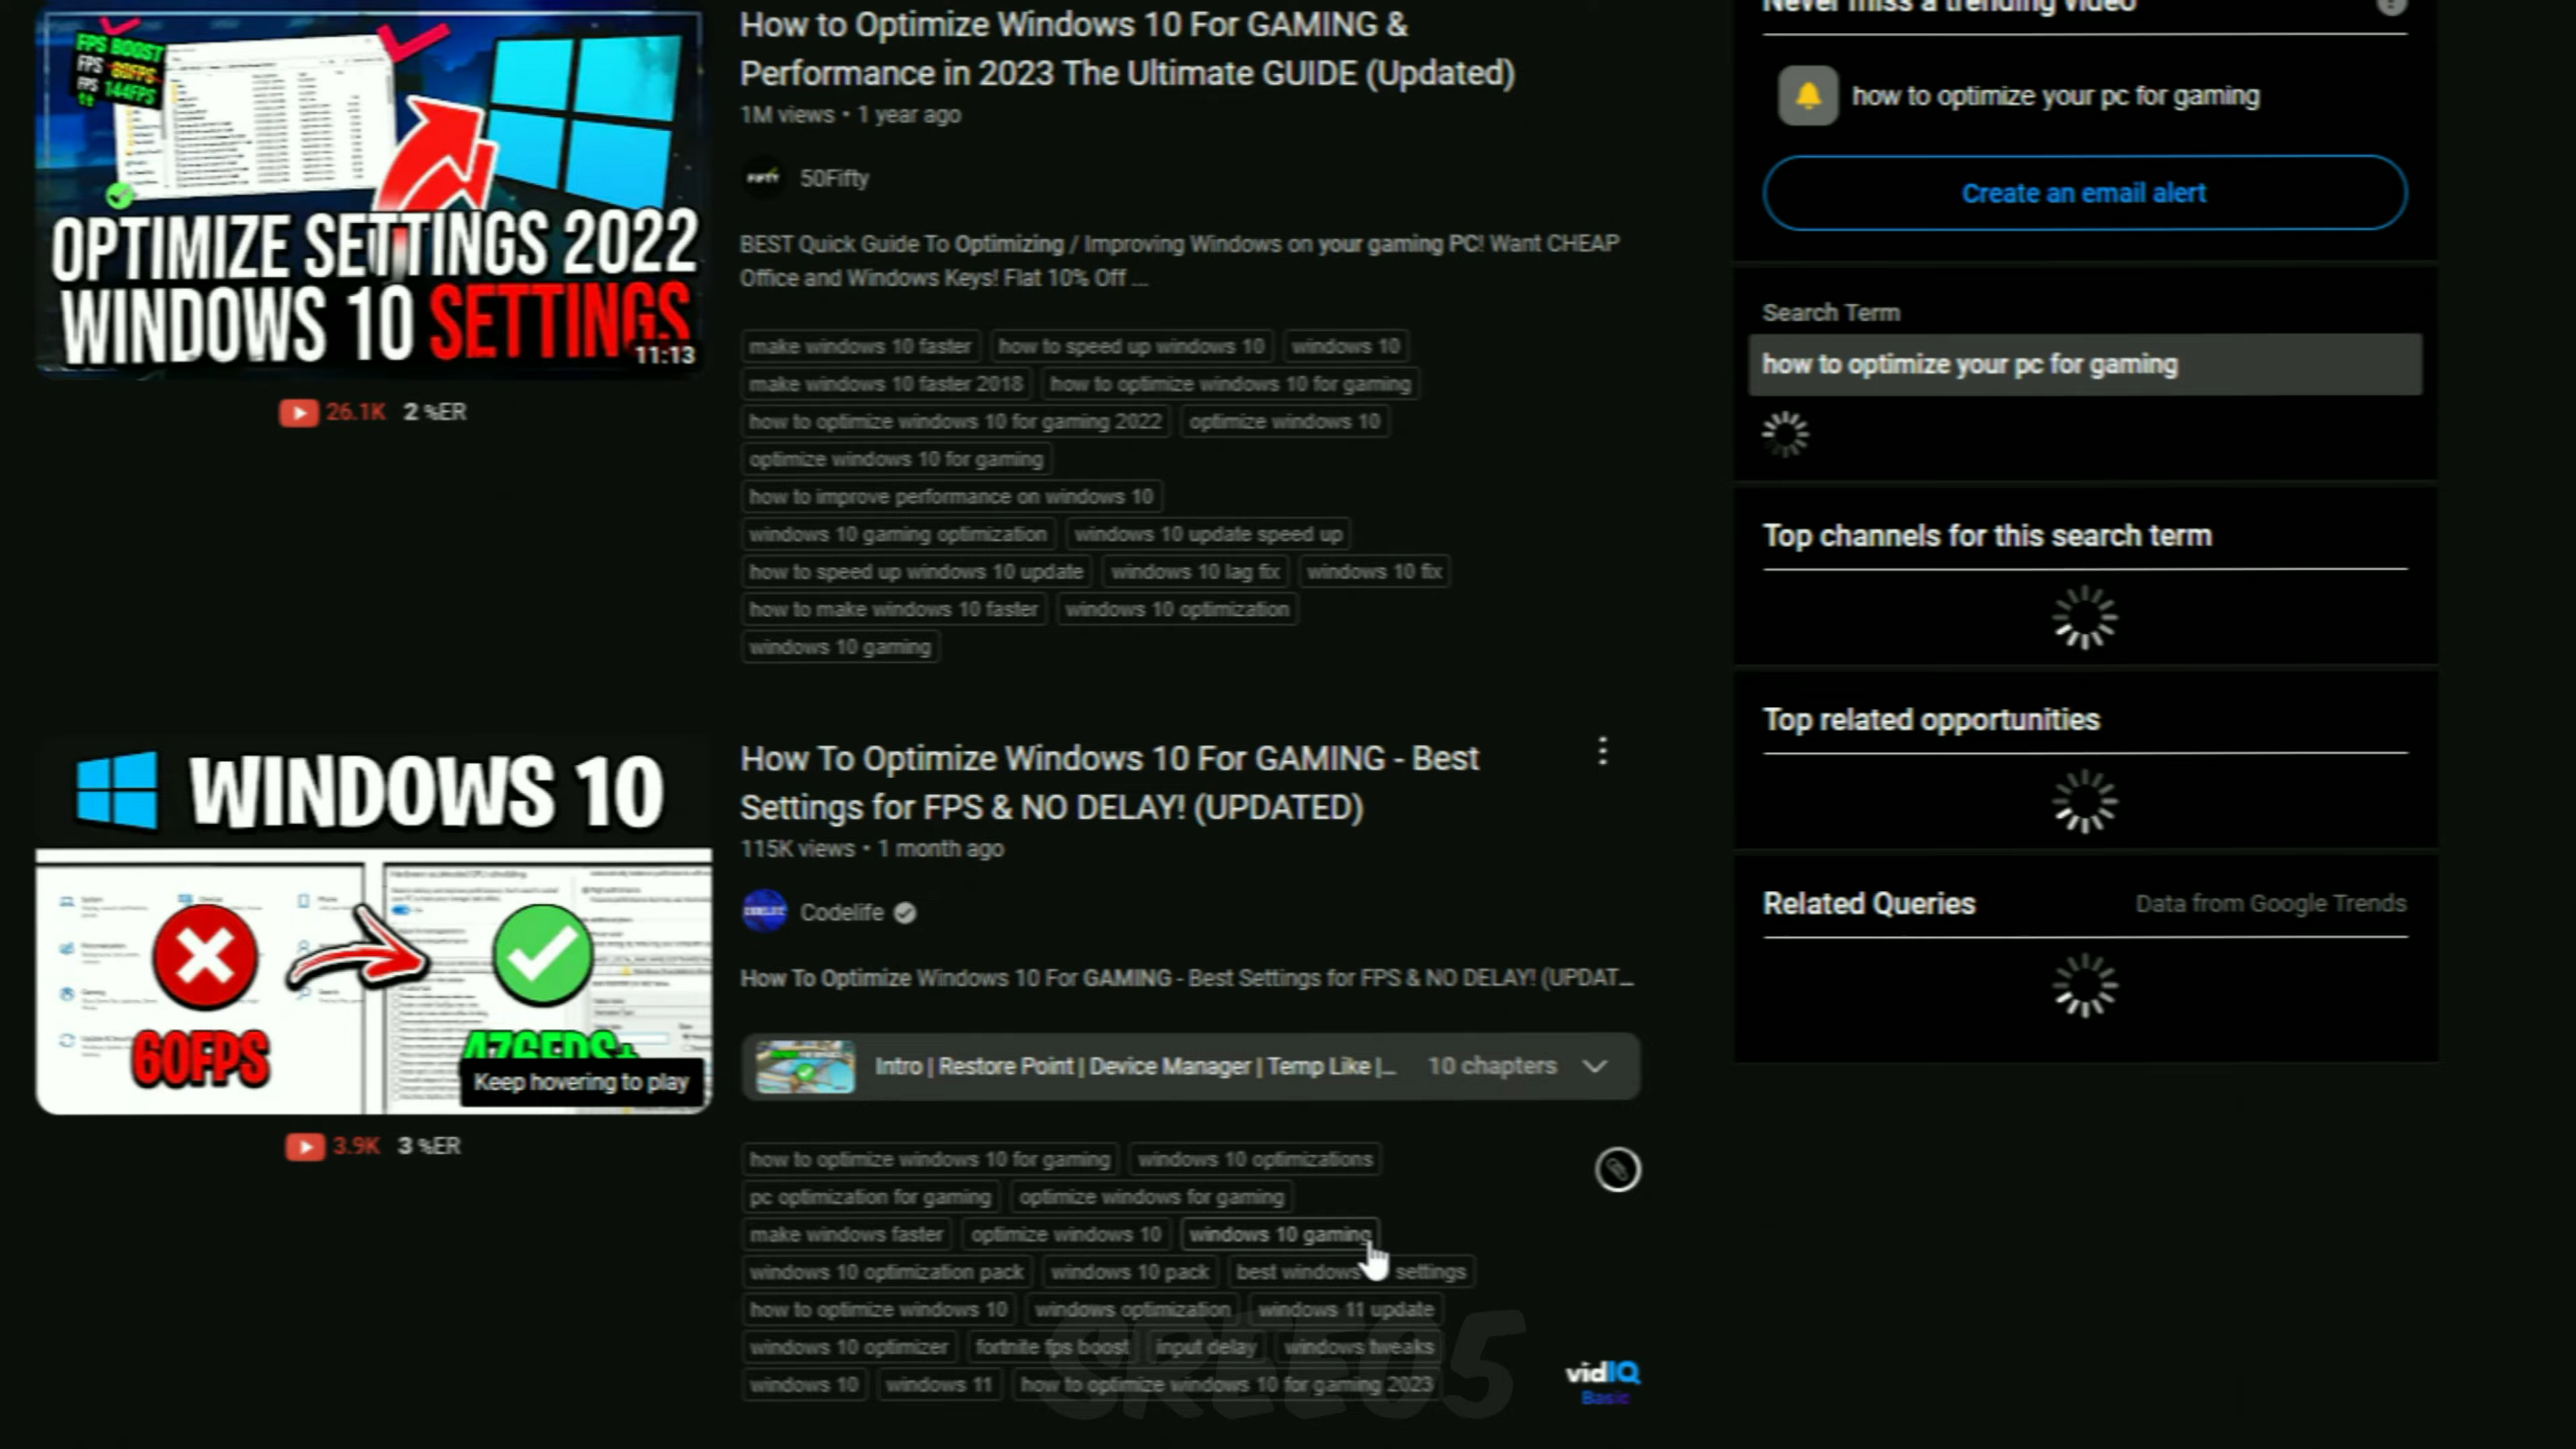 How to Optimize Windows 10 For GAMING &
Performance in 2023 The Ultimate GUIDE (Updated)
1M views • 1 year ago
50Fifty
BEST Quick Guide To Optimizing / Improving Windows on your gaming PC! Want CHEAP
Office and Windows Keys! Flat 10% Off ...
make windows 10 faster how to speed up windows 10 windows 10
make windows 10 faster 2018 how to optimize windows 10 for gaming
how to optimize windows 10 for gaming 2022 optimize windows 10
optimize windows 10 for gaming
how to improve performance on windows 10
windows 10 gaming optimization windows 10 update speed up
how to speed up windows 10 update windows 10 lag fix windows 10 fix
how to make windows 10 faster windows 10 optimization
windows 10 gaming
FPS BOOST
FPS 60FPS
FPS 144FPS
OPTIMIZE SETTINGS 2022
WINDOWS 10 SETTINGS
11:13
26.1K 2 %ER
WINDOWS 10
60FPS
476FPS+
Keep hovering to play
3.9K 3 %ER
How To Optimize Windows 10 For GAMING - Best
Settings for FPS & NO DELAY! (UPDATED)
115K views • 1 month ago
Codelife
How To Optimize Windows 10 For GAMING - Best Settings for FPS & NO DELAY! (UPDAT...
Intro | Restore Point | Device Manager | Temp Like |... 10 chapters
how to optimize windows 10 for gaming windows 10 optimizations
pc optimization for gaming optimize windows for gaming
make windows faster optimize windows 10 windows 10 gaming
windows 10 optimization pack windows 10 pack best windows settings
how to optimize windows 10 windows optimization windows 11 update
windows 10 optimizer fortnite fps boost input delay windows tweaks
windows 10 windows 11 how to optimize windows 10 for gaming 2023
SREE05
vidIQ
Basic
Never miss a trending video
how to optimize your pc for gaming
Create an email alert
Search Term
how to optimize your pc for gaming
Top channels for this search term
Top related opportunities
Related Queries Data from Google Trends